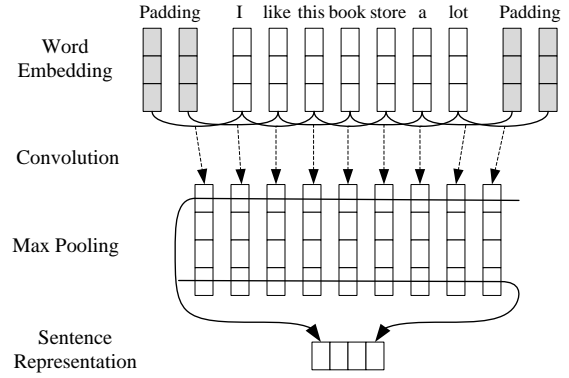 Padding I like this book store a lot Padding
Word
Embedding
Convolution
Max Pooling
Sentence
Representation